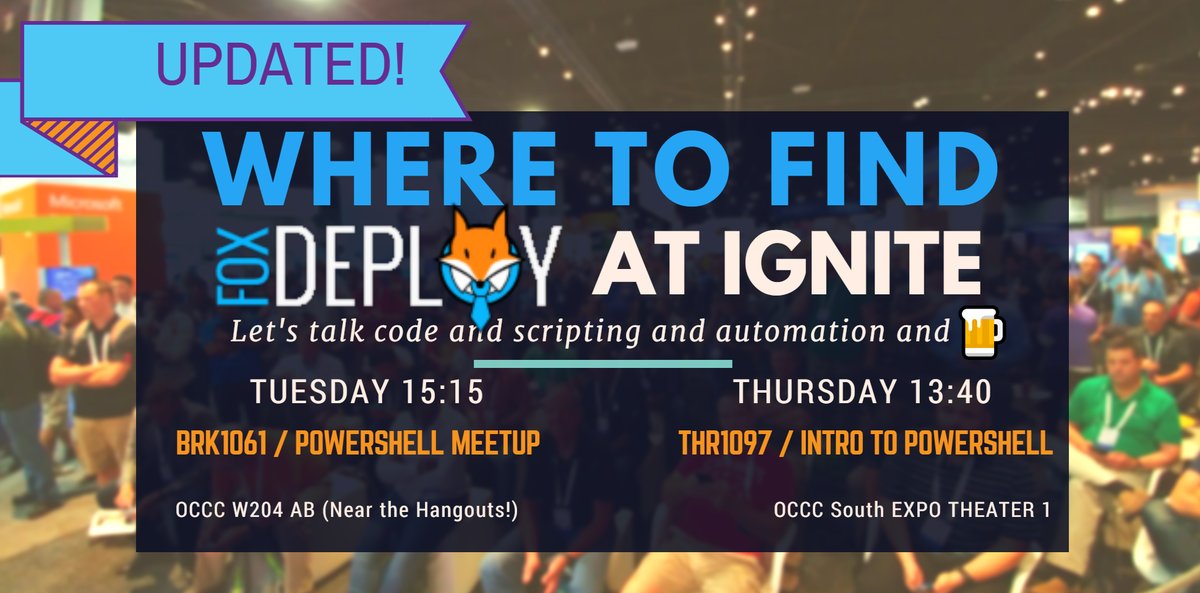 UPDATED!
Microsoft
WHERE TO FIND
FOX DEPLOY AT IGNITE
Let's talk code and scripting and automation and
TUESDAY 15:15
THURSDAY 13:40
BRK1061 / POWERSHELL MEETUP
THR1097 / INTRO TO POWERSHELL
OCCC W204 AB (Near the Hangouts!)
OCCC South EXPO THEATER 1